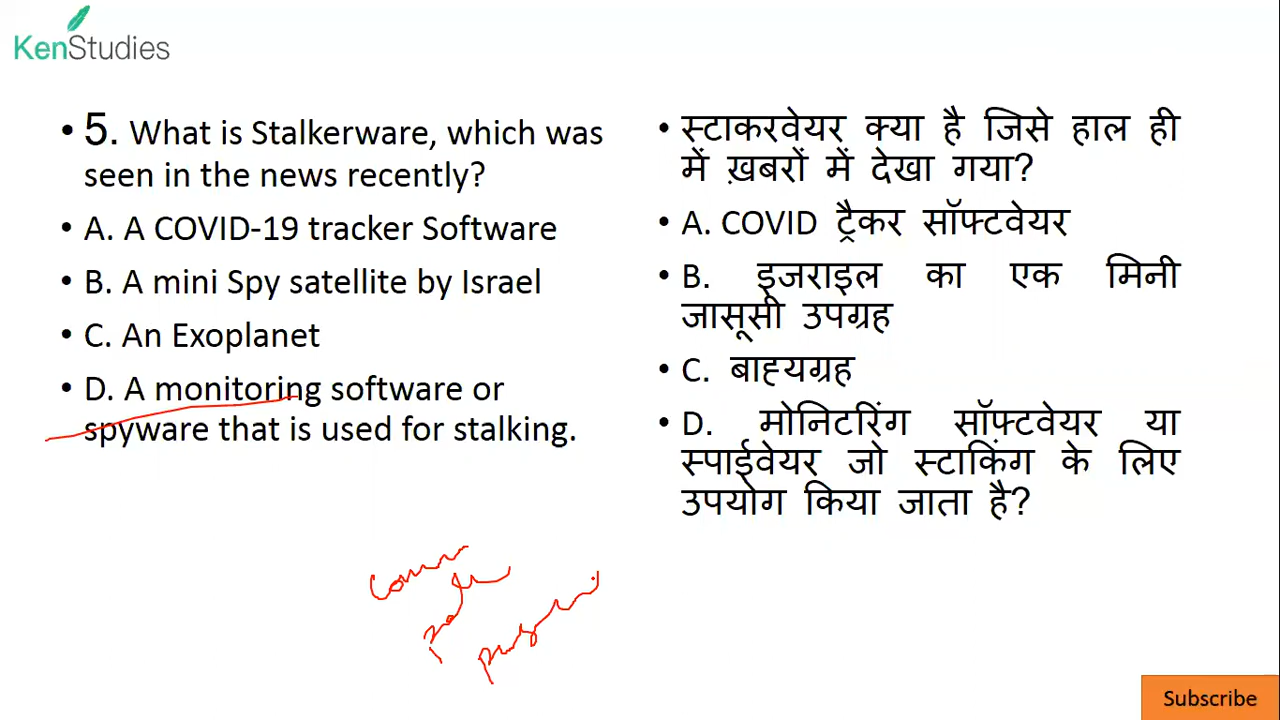 KenStudies
• 5. What is Stalkerware, which was
seen in the news recently?
• A. A COVID-19 tracker Software
• B. A mini Spy satellite by Israel
• C. An Exoplanet
• D. A monitoring software or
spyware that is used for stalking.
• स्टाकरवेयर क्या है जिसे हाल ही
में ख़बरों में देखा गया?
• A. COVID ट्रैकर सॉफ्टवेयर
• B. इजराइल का एक मिनी
जासूसी उपग्रह
• C. बाह्यग्रह
• D. मोनिटरिंग सॉफ़्टवेयर या
स्पाईवेयर जो स्टाकिंग के लिए
उपयोग किया जाता है?
Subscribe